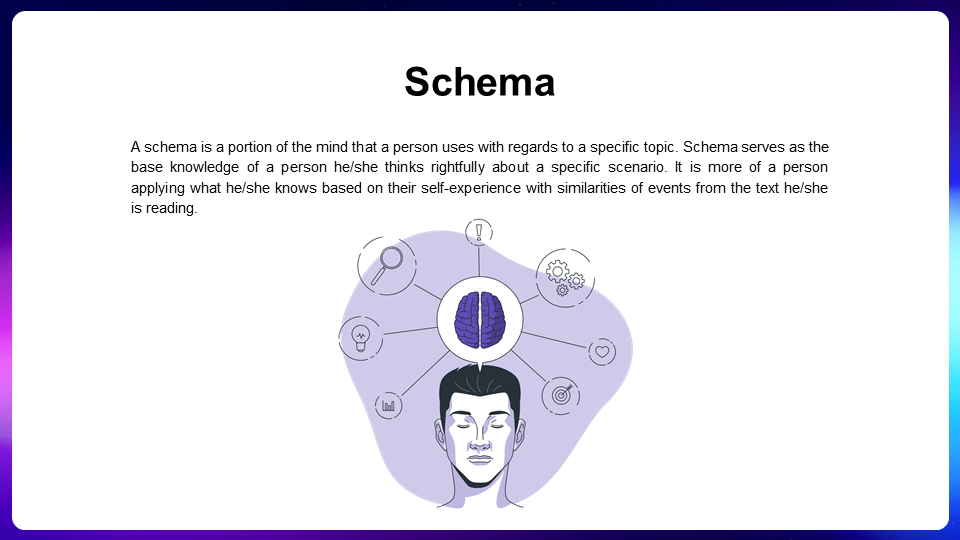 Schema
A schema is a portion of the mind that a person uses with regards to a specific topic. Schema serves as the
base knowledge of a person he/she thinks rightfully about a specific scenario. It is more of a person
applying what he/she knows based on their self-experience with similarities of events from the text he/she
is reading.